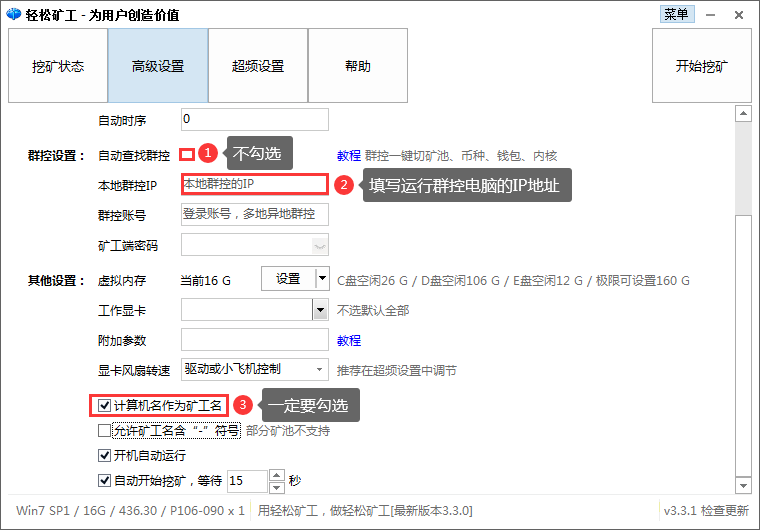 轻松矿工 - 为用户创造价值 菜单
挖矿状态 高级设置 超频设置 帮助 开始挖矿
自动时序 0
群控设置： 自动查找群控 1 不勾选 教程 群控一键切矿池、币种、钱包、内核
本地群控IP 本地群控的IP 2 填写运行群控电脑的IP地址
群控账号 登录账号，多地异地群控
矿工端密码
其他设置： 虚拟内存 当前16 G 设置 C盘空闲26 G / D盘空闲106 G / E盘空闲12 G / 极限可设置160 G
工作显卡 不选默认全部
附加参数 教程
显卡风扇转速 驱动或小飞机控制 推荐在超频设置中调节
计算机名作为矿工名 3 一定要勾选
允许矿工名含“-”符号 部分矿池不支持
开机自动运行
自动开始挖矿，等待 15 秒
Win7 SP1 / 16G / 436.30 / P106-090 x 1 用轻松矿工，做轻松矿工[最新版本3.3.0] v3.3.1 检查更新